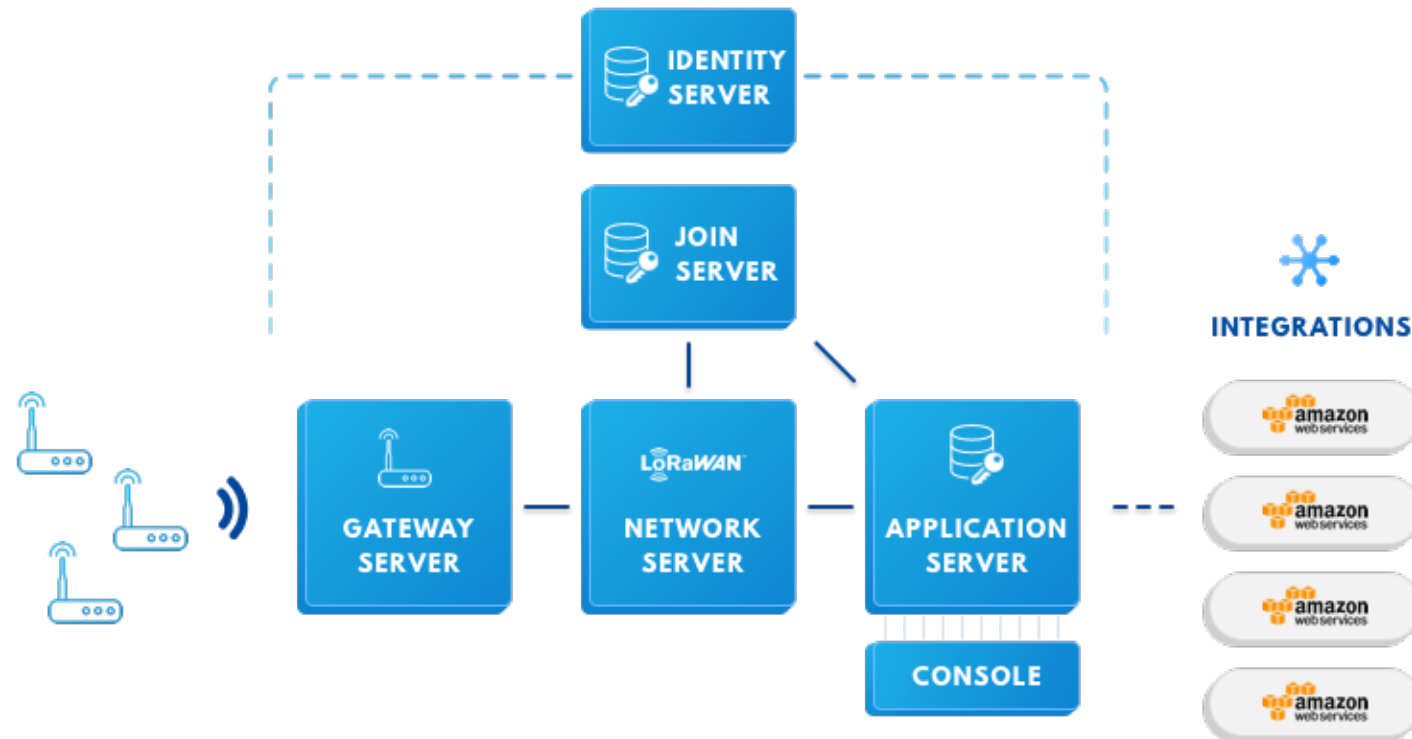 IDENTITY
SERVER
JOIN
SERVER
INTEGRATIONS
GATEWAY
SERVER
LoRaWAN™
NETWORK
SERVER
APPLICATION
SERVER
CONSOLE
amazon
webservices
amazon
webservices
amazon
webservices
amazon
webservices